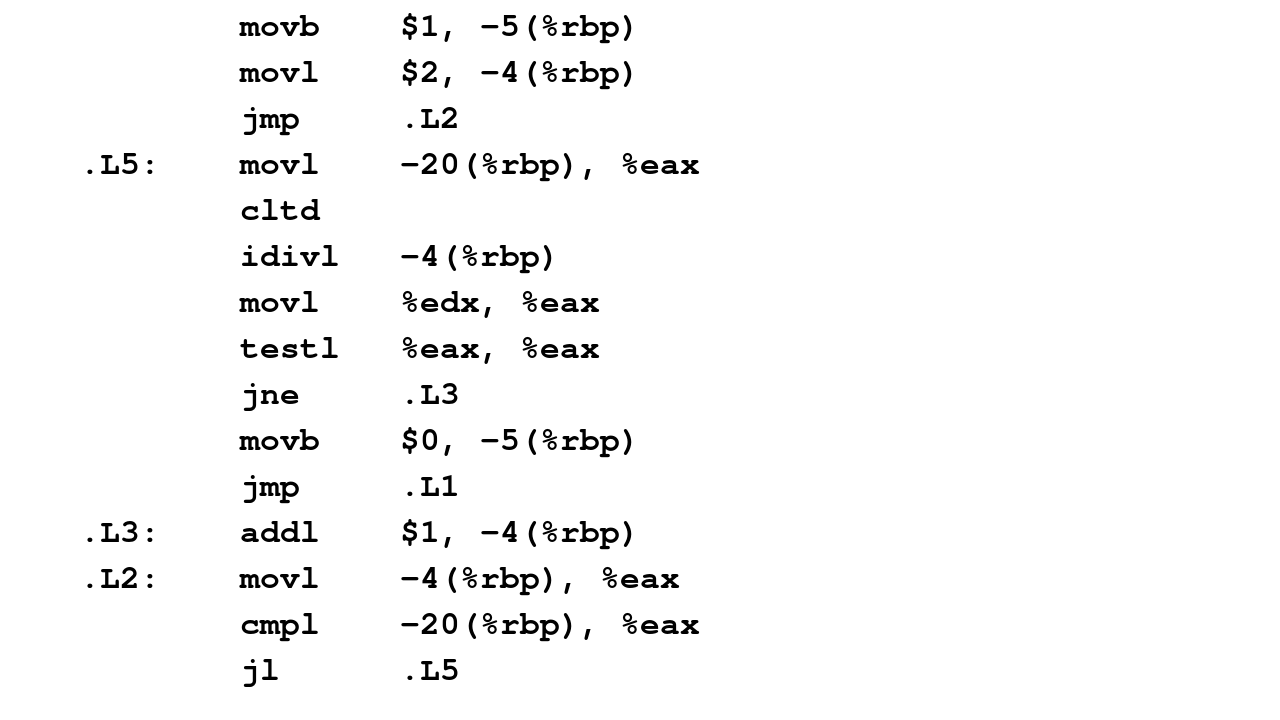 movb $1, -5(%rbp)
movl $2, -4(%rbp)
jmp .L2
.L5: movl -20(%rbp), %eax
cltd
idivl -4(%rbp)
movl %edx, %eax
testl %eax, %eax
jne .L3
movb $0, -5(%rbp)
jmp .L1
.L3: addl $1, -4(%rbp)
.L2: movl -4(%rbp), %eax
cmpl -20(%rbp), %eax
jl .L5